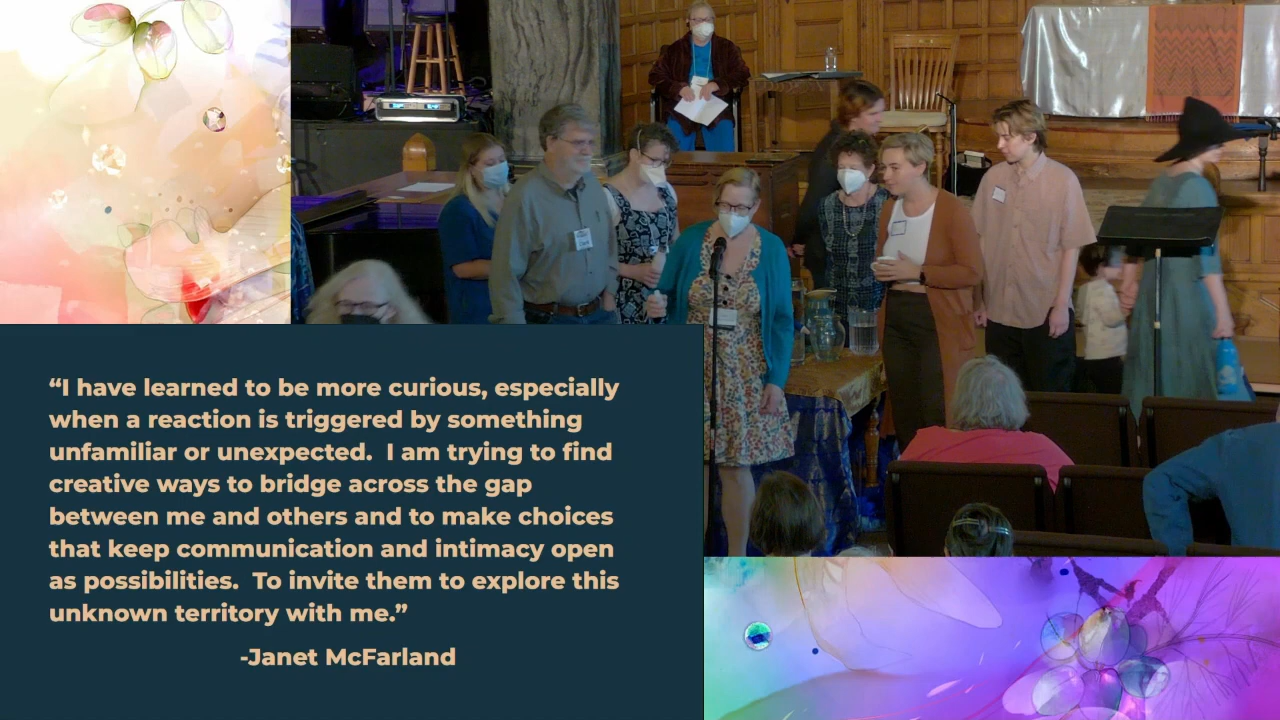 “I have learned to be more curious, especially
when a reaction is triggered by something
unfamiliar or unexpected.  I am trying to find
creative ways to bridge across the gap
between me and others and to make choices
that keep communication and intimacy open
as possibilities.  To invite them to explore this
unknown territory with me.”
-Janet McFarland